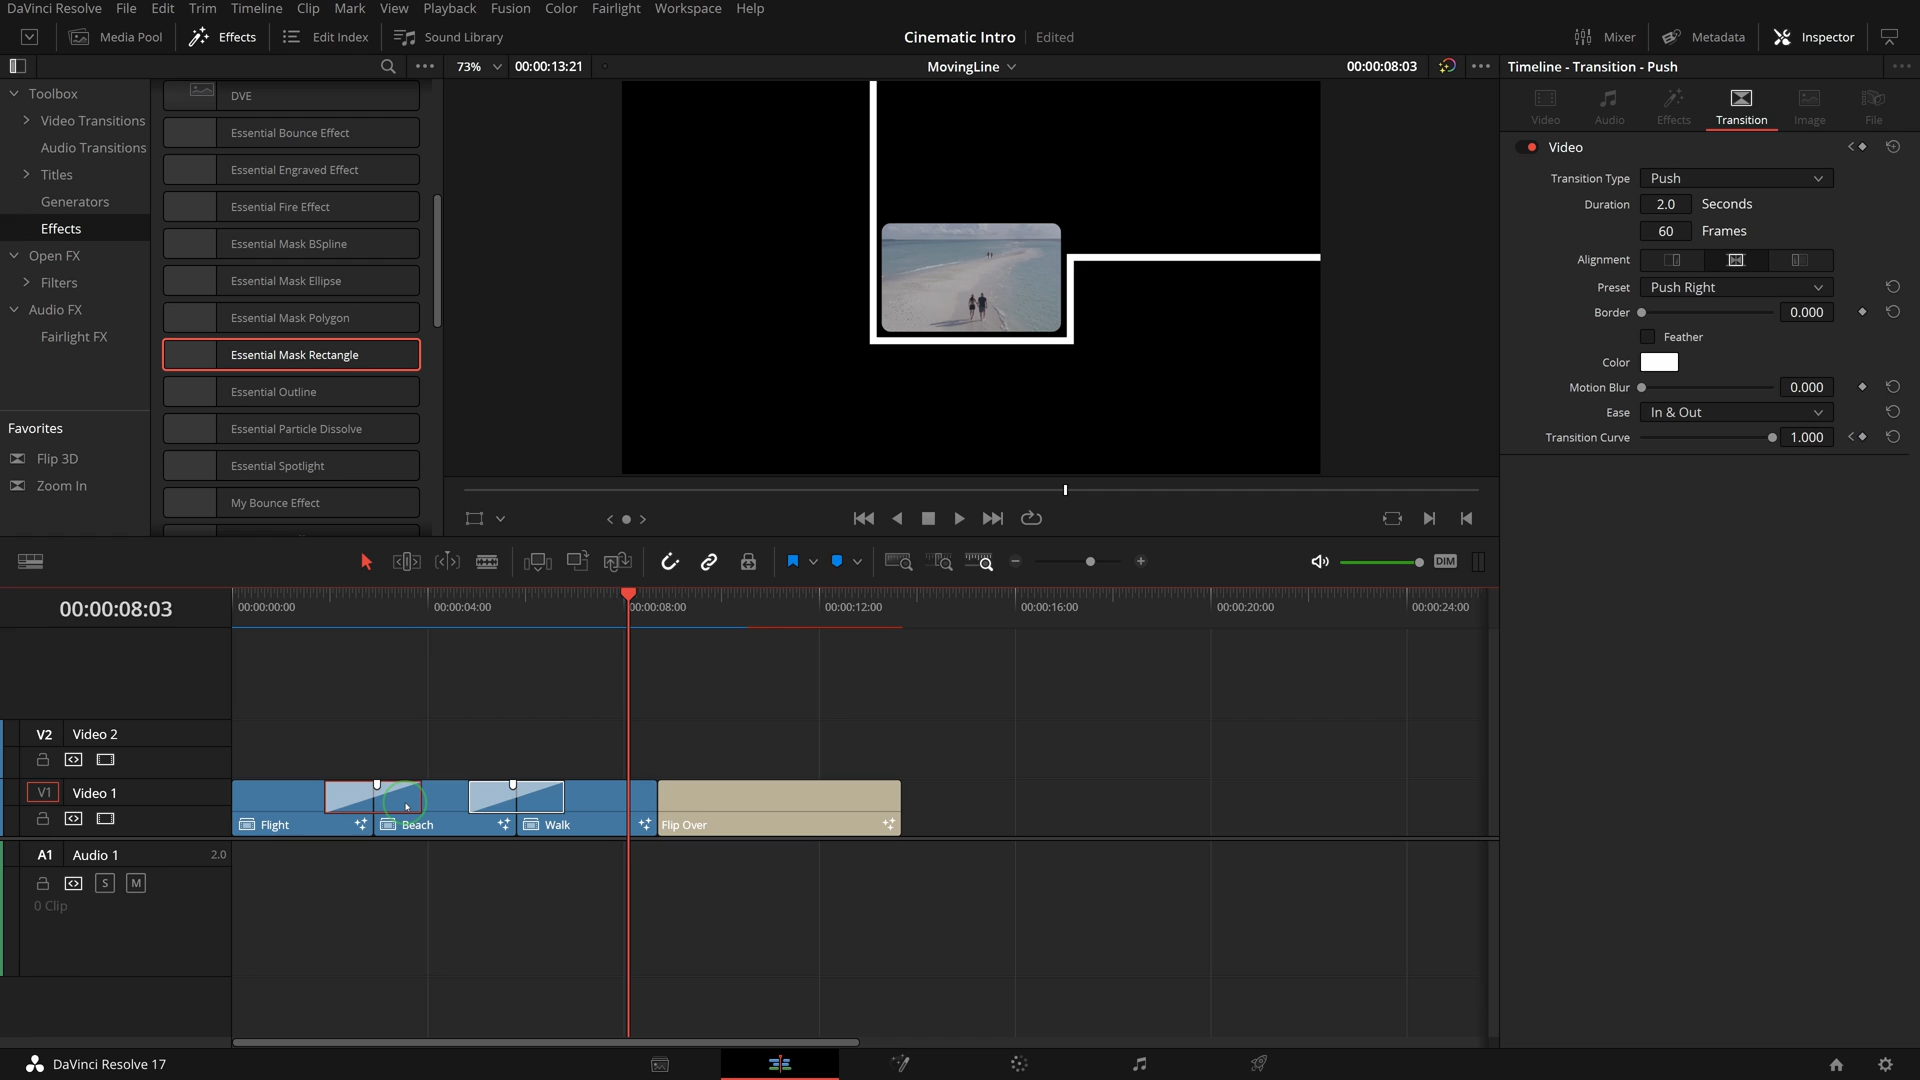 DaVinci Resolve File Edit Trim Timeline Clip Mark View Playback Fusion Color Fairlight Workspace Help
Media Pool Effects Edit Index Sound Library Cinematic Intro Edited Mixer Metadata Inspector
73% 00:00:13:21 MovingLine 00:00:08:03 Timeline - Transition - Push
Toolbox
Video Transitions
Audio Transitions
Titles
Generators
Effects
Open FX
Filters
Audio FX
Fairlight FX
Favorites
Flip 3D
Zoom In
DVE
Essential Bounce Effect
Essential Engraved Effect
Essential Fire Effect
Essential Mask BSpline
Essential Mask Ellipse
Essential Mask Polygon
Essential Mask Rectangle
Essential Outline
Essential Particle Dissolve
Essential Spotlight
My Bounce Effect
Video Audio Effects Transition Image File
Video
Transition Type Push
Duration 2.0 Seconds
60 Frames
Alignment
Preset Push Right
Border 0.000
Feather
Color
Motion Blur 0.000
Ease In & Out
Transition Curve 1.000
DIM
00:00:08:03
00:00:00:00 00:00:04:00 00:00:08:00 00:00:12:00 00:00:16:00 00:00:20:00 00:00:24:00
V2 Video 2
V1 Video 1
Flight Beach Walk Flip Over
A1 Audio 1 2.0
S M
0 Clip
DaVinci Resolve 17